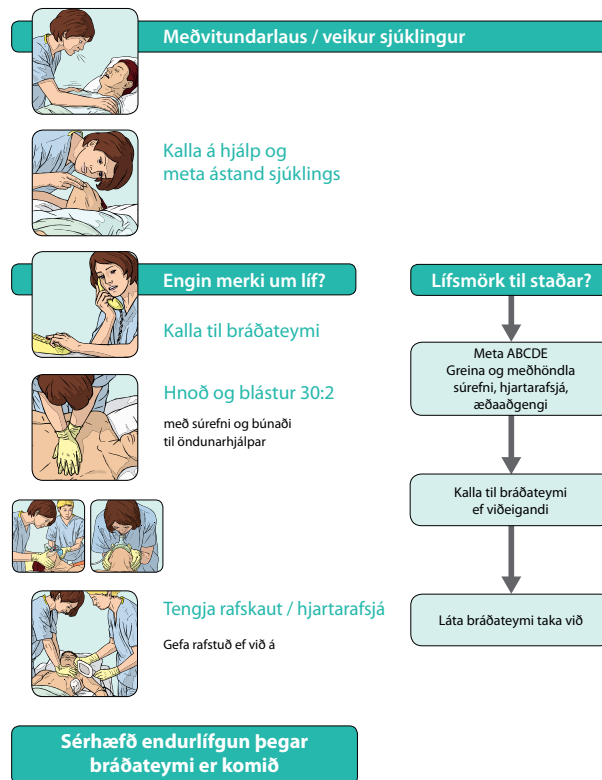 Meðvitundarlaus / veikur sjúklingur
Kalla á hjálp og
meta ástand sjúklings
Engin merki um líf?
Kalla til bráðateymi
Hnoð og blástur 30:2
með súrefni og búnaði
til öndunarhjálpar
Tengja rafskaut / hjartarafsjá
Gefa rafstuð ef við á
Sérhæfð endurlífgun þegar
bráðateymi er komið
Lífsmörk til staðar?
Meta ABCDE
Greina og meðhöndla
súrefni, hjartarafsjá,
æðaaðgengi
Kalla til bráðateymi
ef viðeigandi
Láta bráðateymi taka við